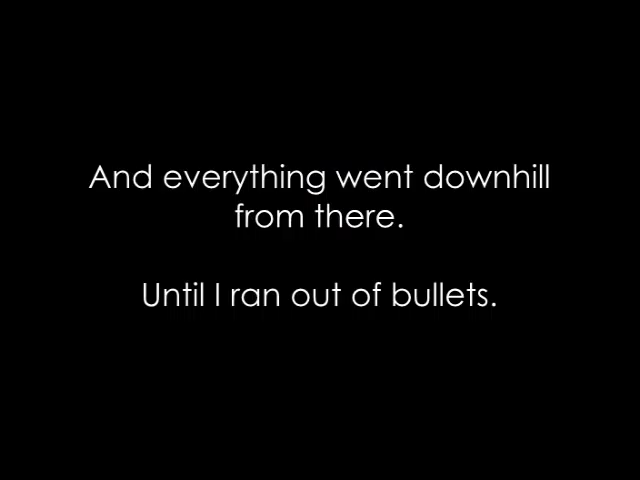 And everything went downhill
from there.
Until I ran out of bullets.